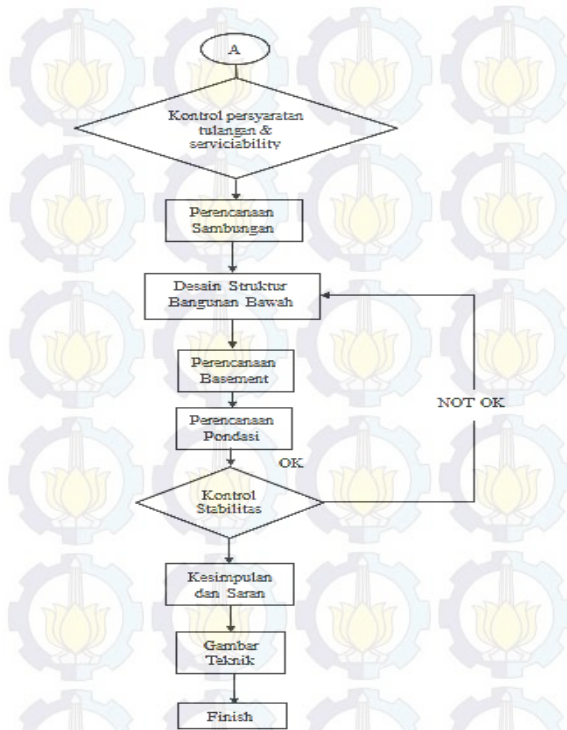 A
Kontrol persyaratan
tulangan &
serviciability
Perencanaan
Sambungan
Desain Struktur
Bangunan Bawah
Perencanaan
Basement
NOT OK
Perencanaan
Pondasi
OK
Kontrol
Stabilitas
Kesimpulan
dan Saran
Gambar
Teknik
Finish